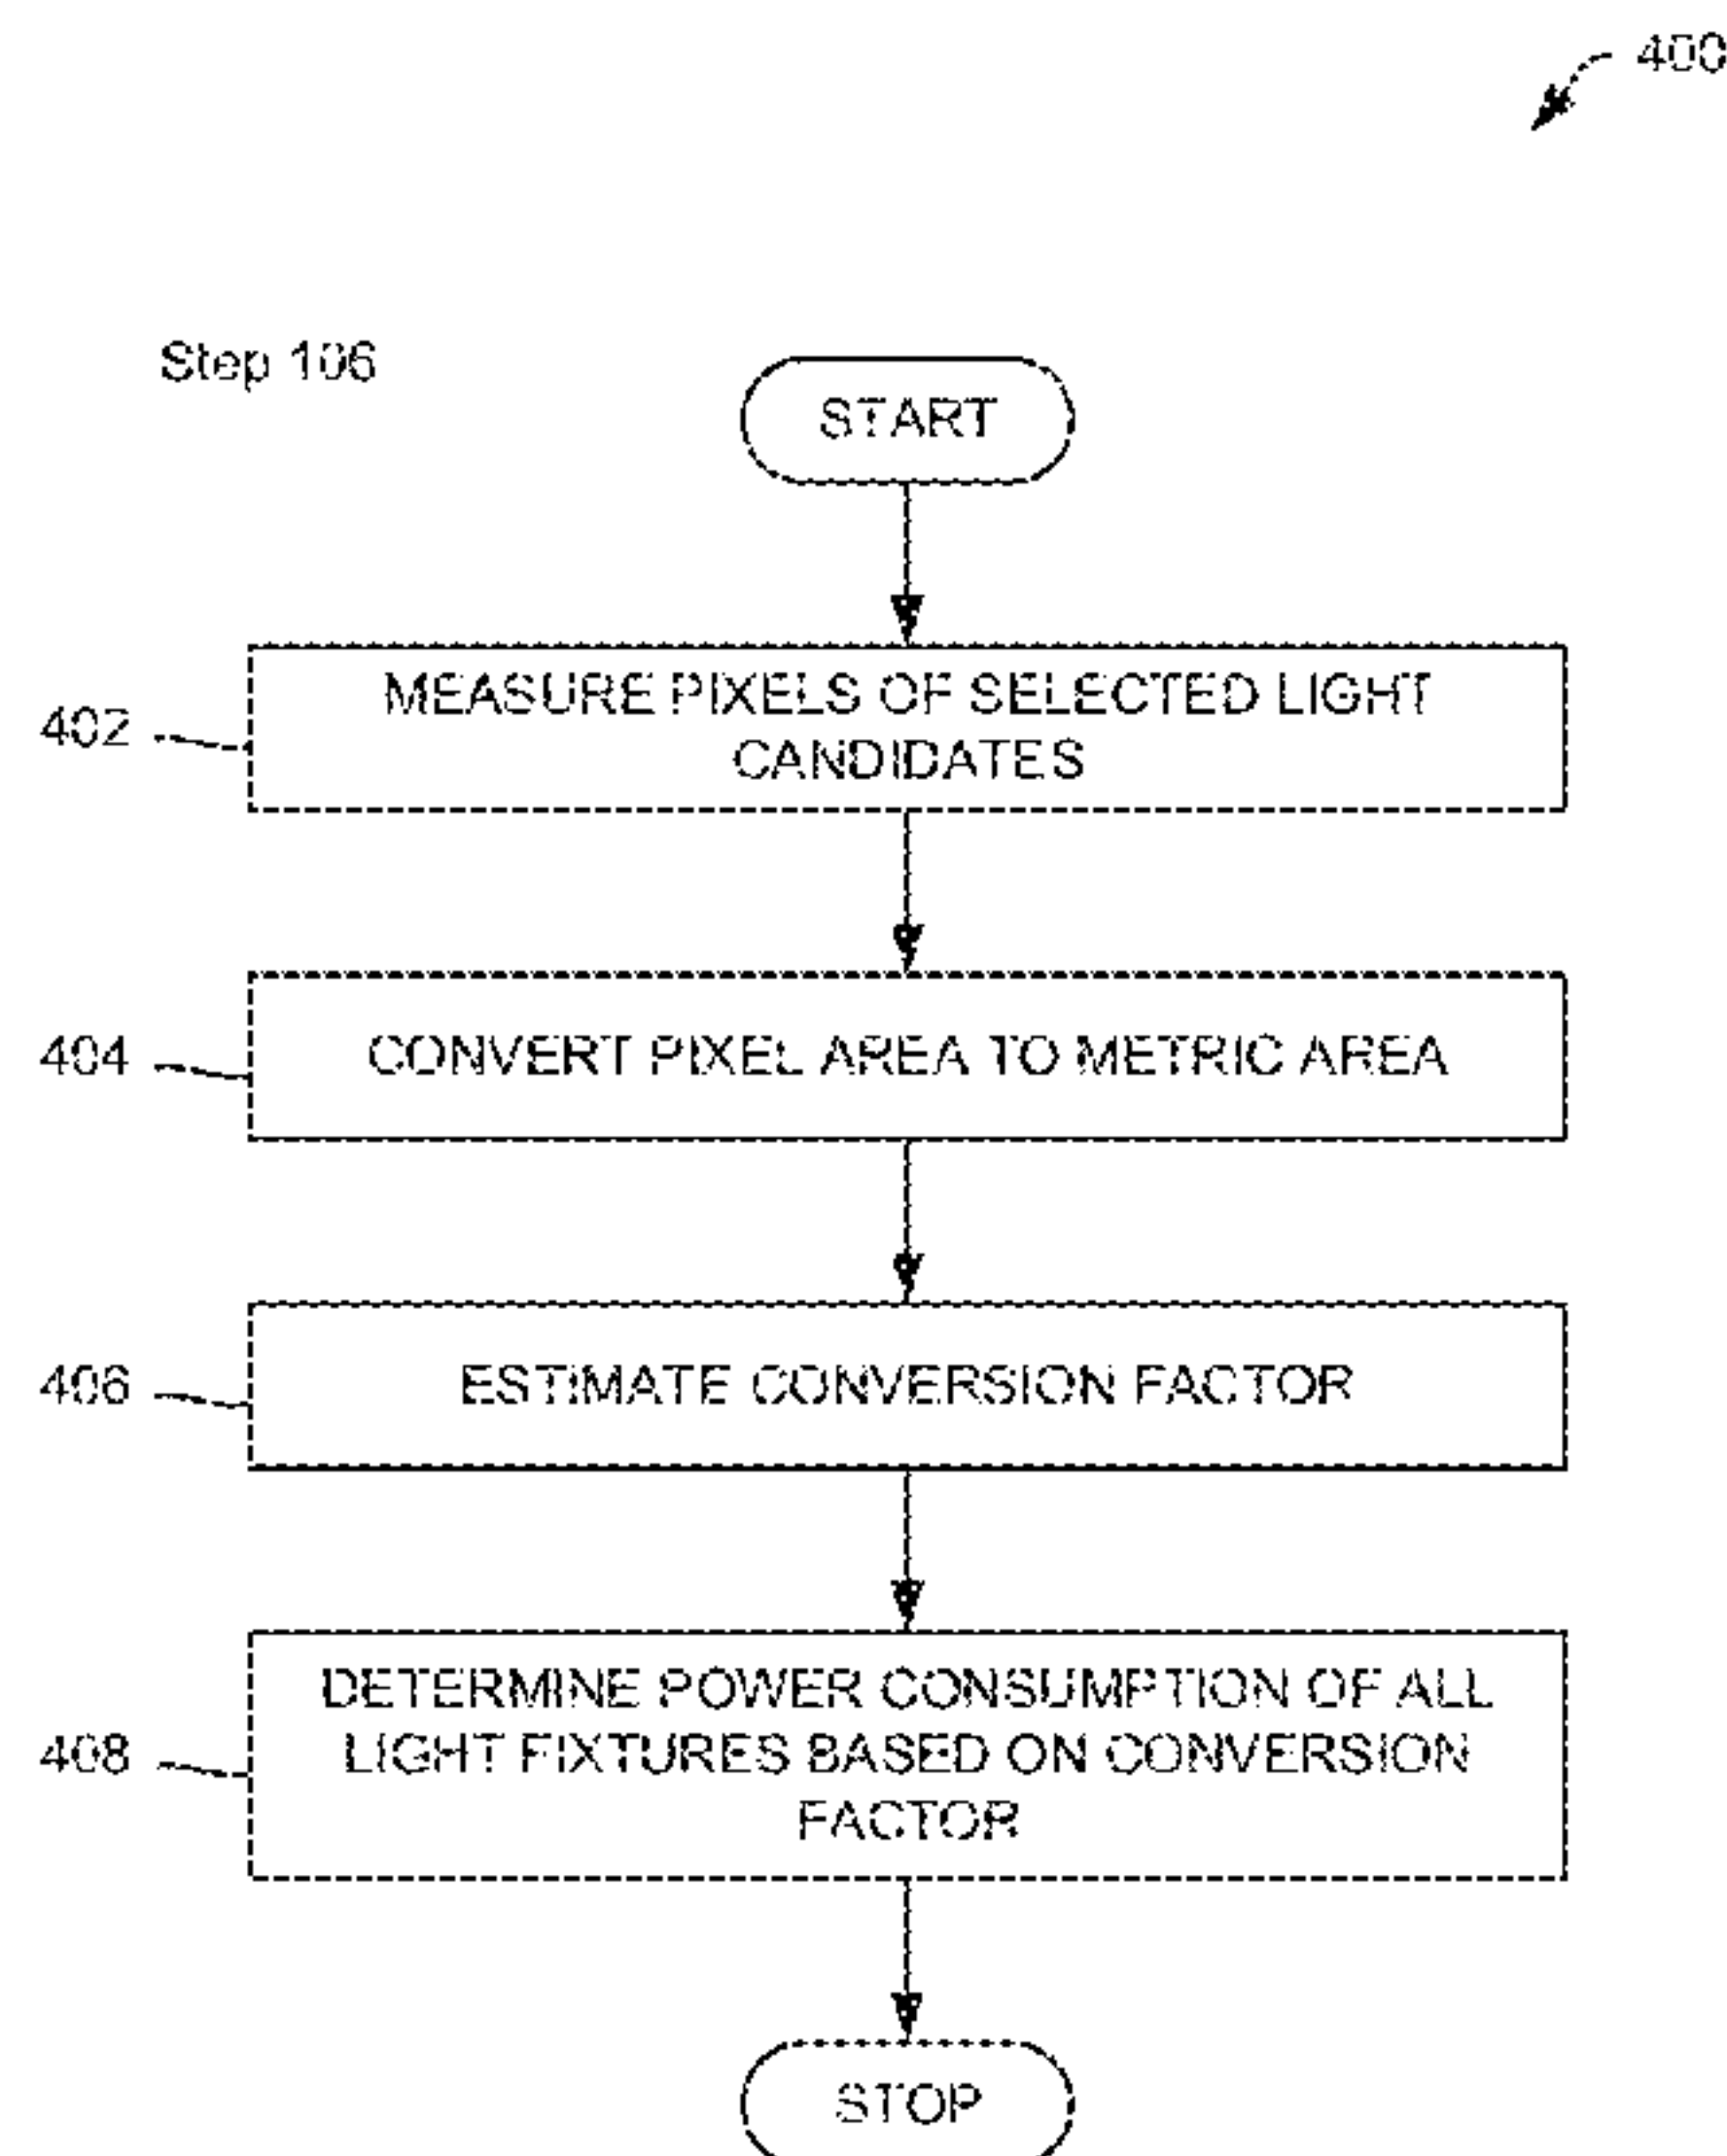 400
Step 106
START
402
MEASURE PIXELS OF SELECTED LIGHT
CANDIDATES
404
CONVERT PIXEL AREA TO METRIC AREA
406
ESTIMATE CONVERSION FACTOR
408
DETERMINE POWER CONSUMPTION OF ALL
LIGHT FIXTURES BASED ON CONVERSION
FACTOR
STOP